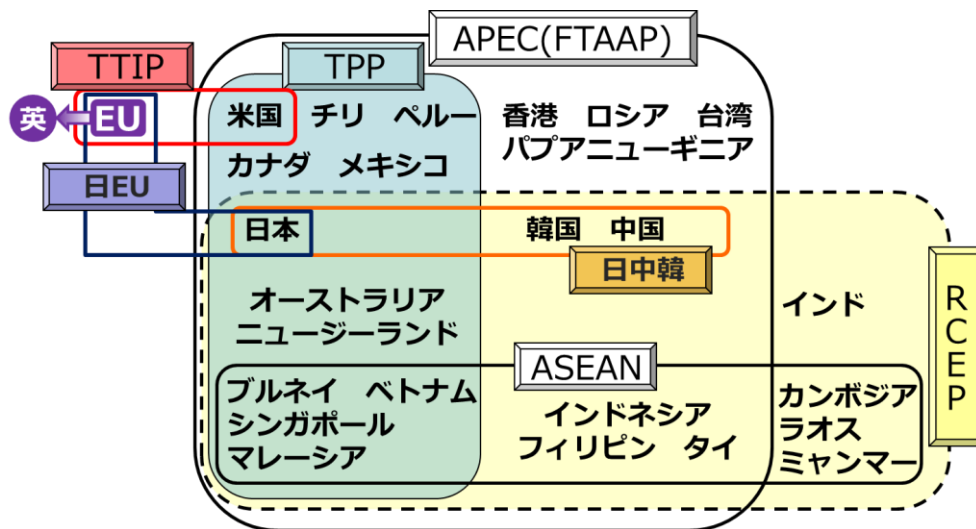 APEC(FTAAP)
TTIP
TPP
英
EU
米国 チリ ペルー
香港 ロシア 台湾
パプアニューギニア
カナダ メキシコ
日EU
日本
韓国 中国
日中韓
オーストラリア
ニュージーランド
インド
RCEP
ASEAN
ブルネイ ベトナム
シンガポール
マレーシア
インドネシア
フィリピン タイ
カンボジア
ラオス
ミャンマー